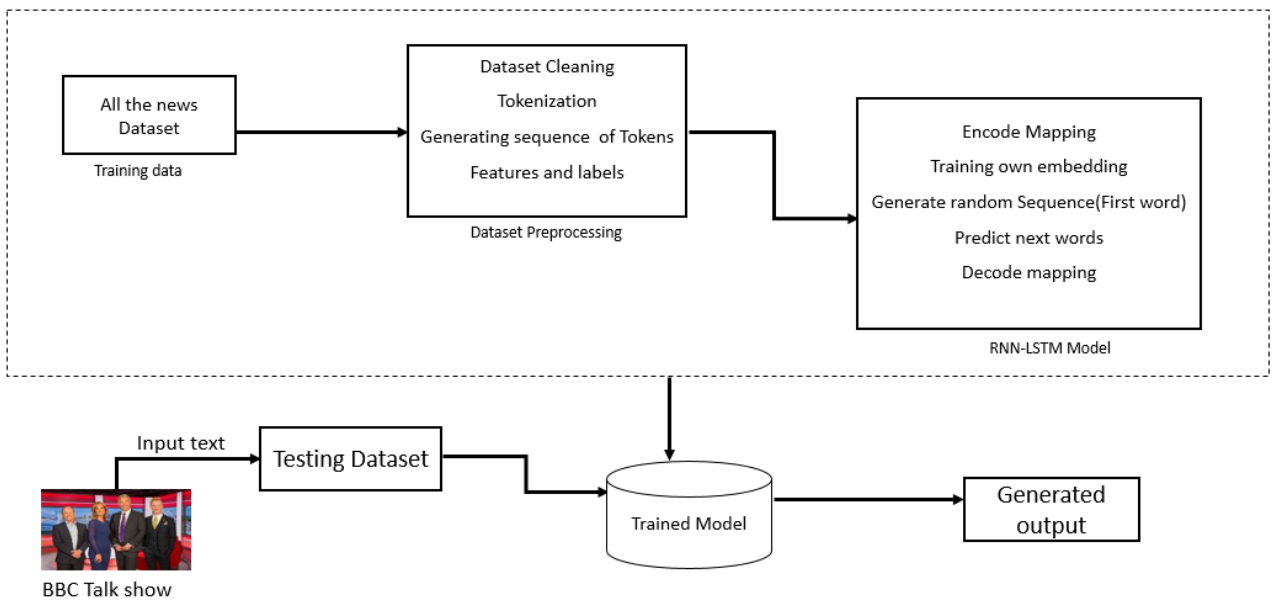 All the news
Dataset
Training data
Dataset Cleaning
Tokenization
Generating sequence of Tokens
Features and labels
Dataset Preprocessing
Encode Mapping
Training own embedding
Generate random Sequence(First word)
Predict next words
Decode mapping
RNN-LSTM Model
Input text
Testing Dataset
BBC Talk show
Trained Model
Generated
output